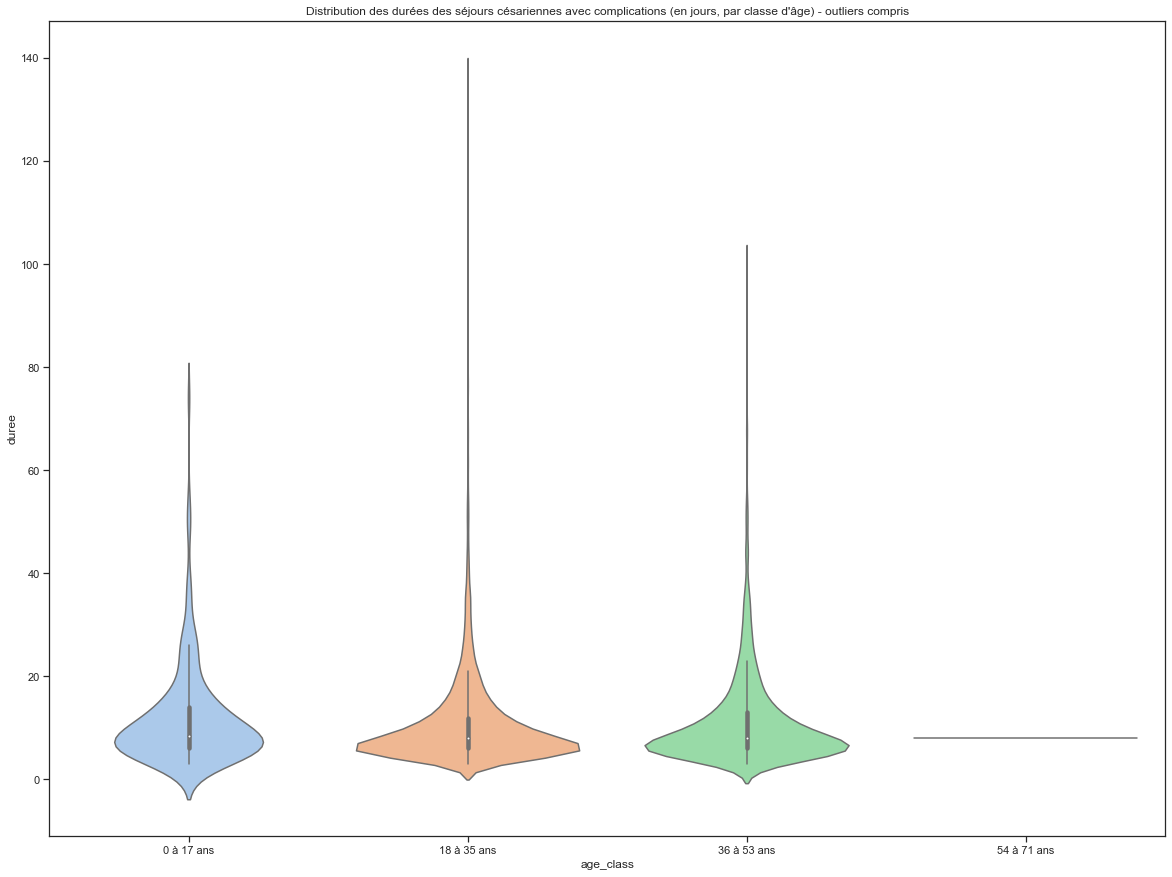 Distribution des durées des séjours césariennes avec complications (en jours, par classe d'âge) - outliers compris
140
120
100
80
60
40
20
0
duree
0 à 17 ans
18 à 35 ans
36 à 53 ans
54 à 71 ans
age_class